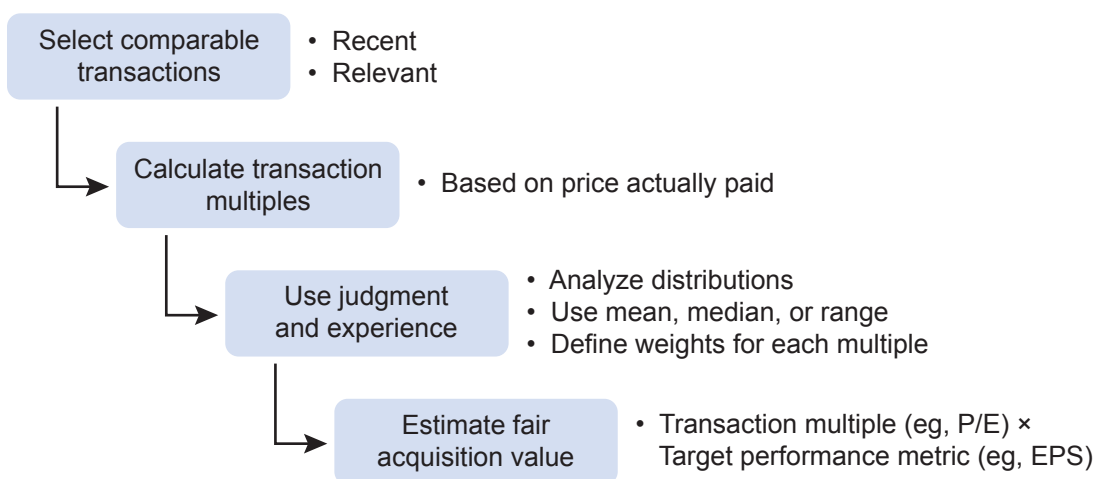 Select comparable
transactions
• Recent
• Relevant
Calculate transaction
multiples
• Based on price actually paid
Use judgment
and experience
• Analyze distributions
• Use mean, median, or range
• Define weights for each multiple
Estimate fair
acquisition value
• Transaction multiple (eg, P/E) ×
Target performance metric (eg, EPS)